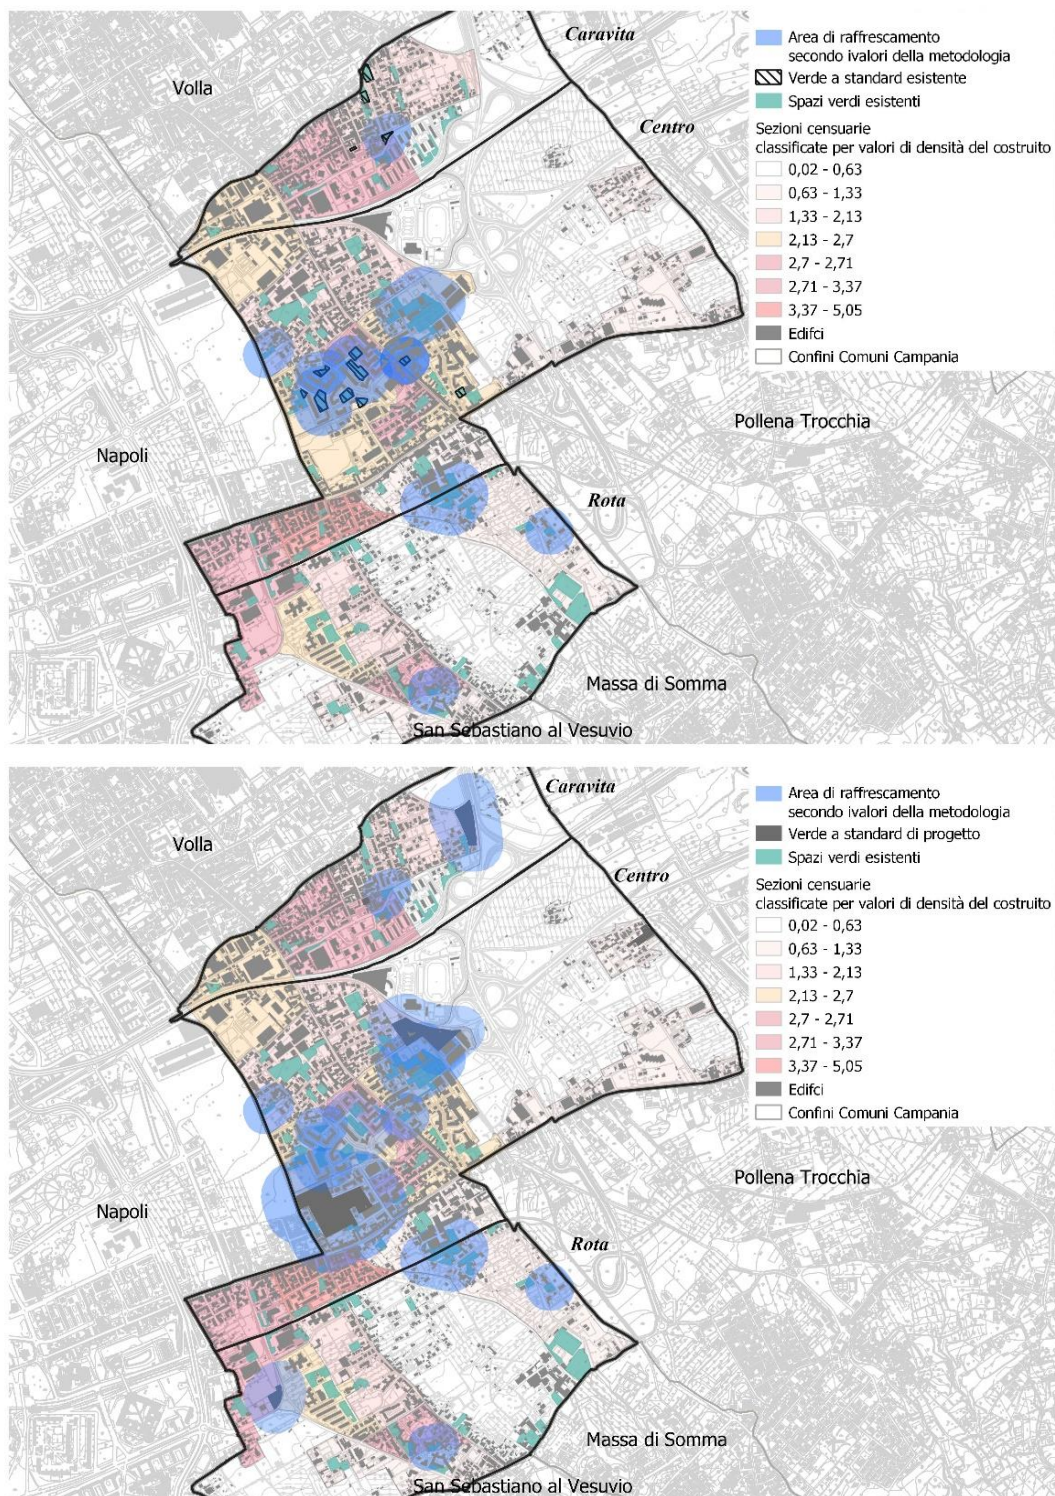 Caravita
Volla
Centro
Napoli
Pollena Trocchia
Rota
Massa di Somma
San Sebastiano al Vesuvio
Area di raffrescamento
secondo ivalori della metodologia
Verde a standard esistente
Spazi verdi esistenti
Sezioni censuarie
classificate per valori di densità del costruito
0,02 - 0,63
0,63 - 1,33
1,33 - 2,13
2,13 - 2,7
2,7 - 2,71
2,71 - 3,37
3,37 - 5,05
Edifci
Confini Comuni Campania
Caravita
Volla
Centro
Napoli
Pollena Trocchia
Rota
Massa di Somma
San Sebastiano al Vesuvio
Area di raffrescamento
secondo ivalori della metodologia
Verde a standard di progetto
Spazi verdi esistenti
Sezioni censuarie
classificate per valori di densità del costruito
0,02 - 0,63
0,63 - 1,33
1,33 - 2,13
2,13 - 2,7
2,7 - 2,71
2,71 - 3,37
3,37 - 5,05
Edifci
Confini Comuni Campania